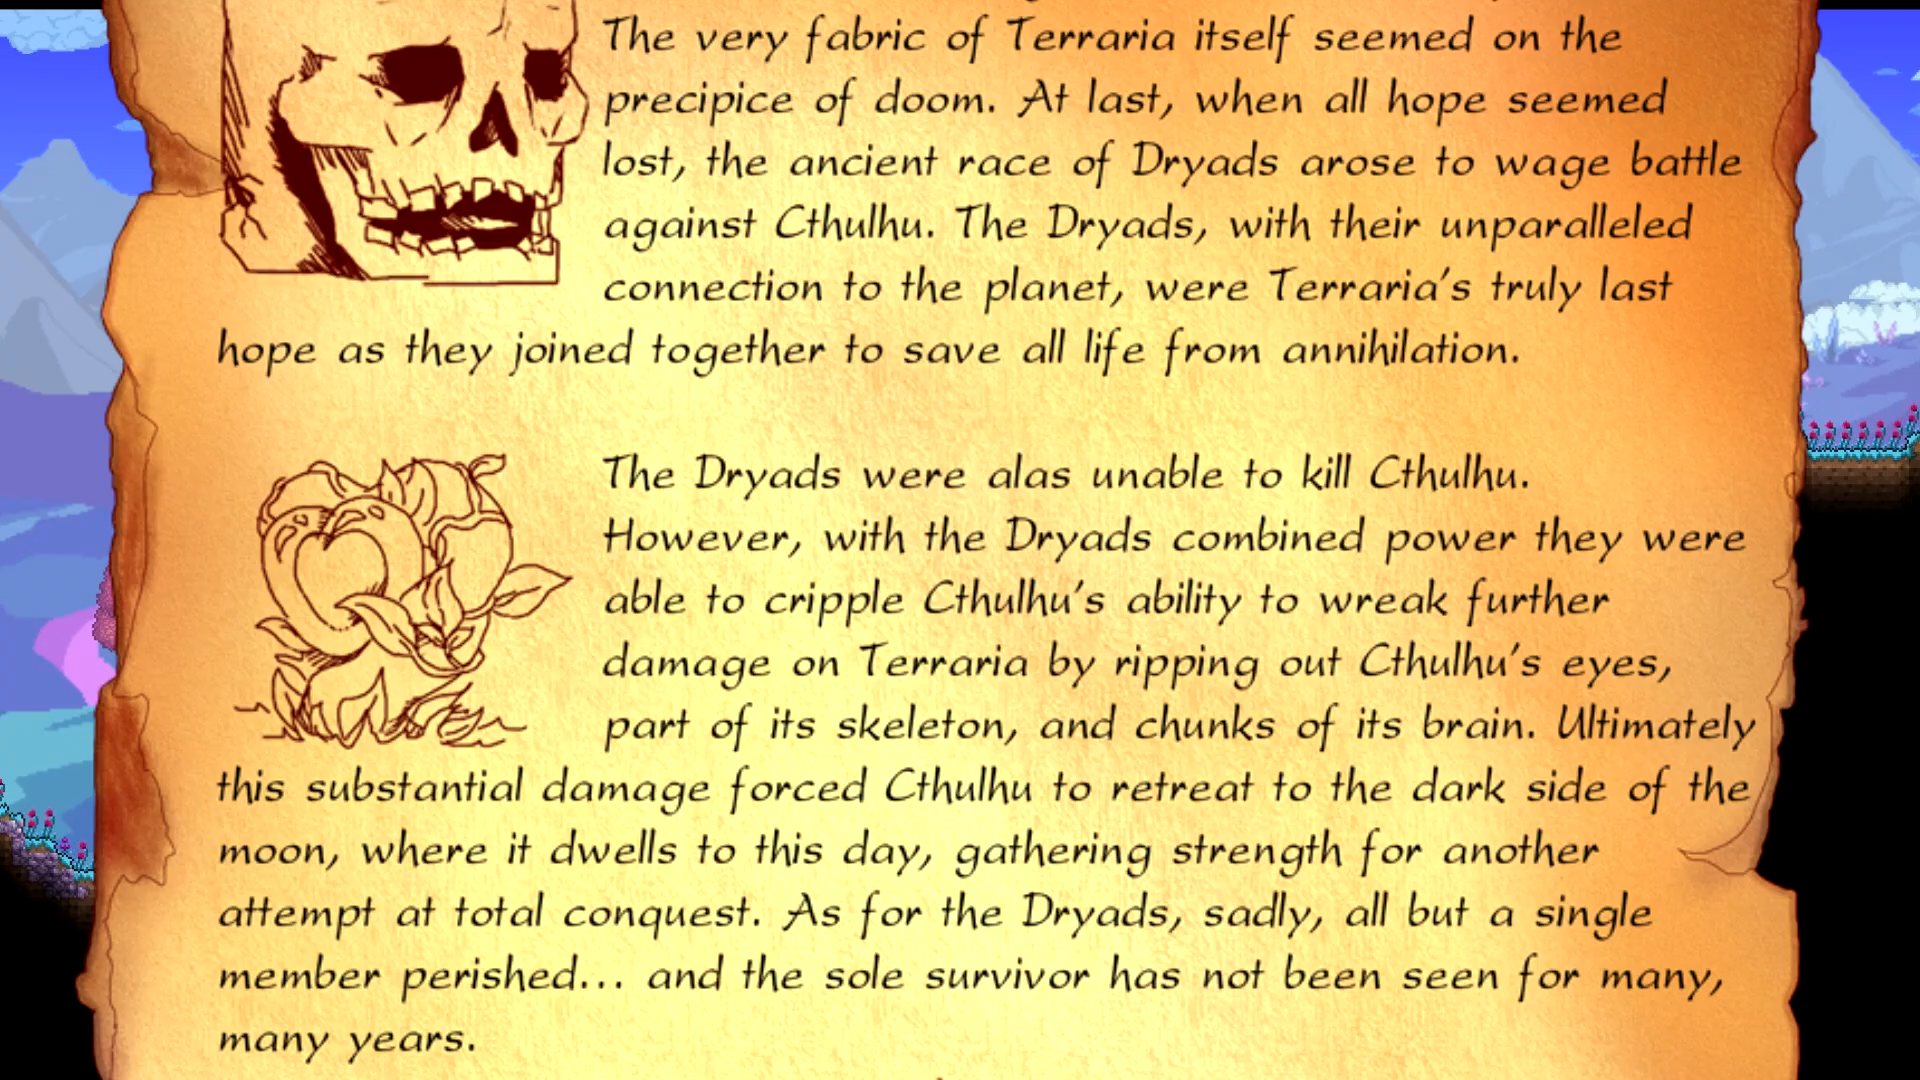 The very fabric of Terraria itself seemed on the
precipice of doom. At last, when all hope seemed
lost, the ancient race of Dryads arose to wage battle
against Cthulhu. The Dryads, with their unparalleled
connection to the planet, were Terraria's truly last
hope as they joined together to save all life from annihilation.
The Dryads were alas unable to kill Cthulhu.
However, with the Dryads combined power they were
able to cripple Cthulhu's ability to wreak further
damage on Terraria by ripping out Cthulhu's eyes,
part of its skeleton, and chunks of its brain. Ultimately
this substantial damage forced Cthulhu to retreat to the dark side of the
moon, where it dwells to this day, gathering strength for another
attempt at total conquest. As for the Dryads, sadly, all but a single
member perished... and the sole survivor has not been seen for many,
many years.